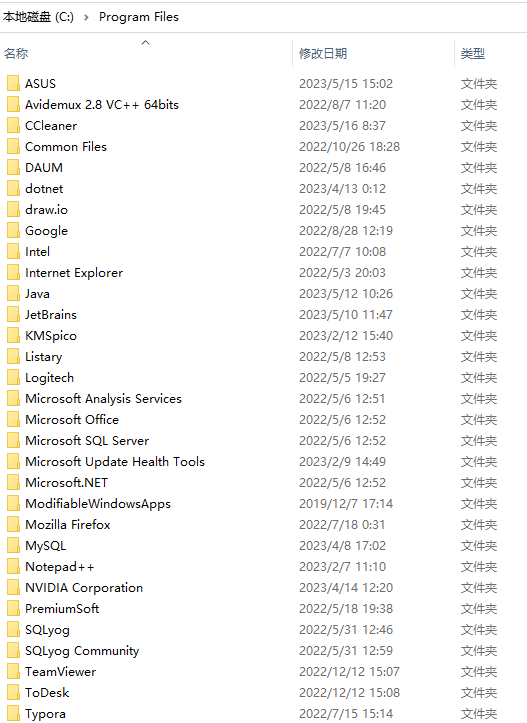 本地磁盘 (C:) › Program Files
名称 修改日期 类型
ASUS 2023/5/15 15:02 文件夹
Avidemux 2.8 VC++ 64bits 2022/8/7 11:20 文件夹
CCleaner 2023/5/16 8:37 文件夹
Common Files 2022/10/26 18:28 文件夹
DAUM 2022/5/8 16:46 文件夹
dotnet 2023/4/13 0:12 文件夹
draw.io 2022/5/8 19:45 文件夹
Google 2022/8/28 12:19 文件夹
Intel 2022/7/7 10:08 文件夹
Internet Explorer 2022/5/3 20:03 文件夹
Java 2023/5/12 10:26 文件夹
JetBrains 2023/5/10 11:47 文件夹
KMSpico 2023/2/12 15:40 文件夹
Listary 2022/5/8 12:53 文件夹
Logitech 2022/5/5 19:27 文件夹
Microsoft Analysis Services 2022/5/6 12:51 文件夹
Microsoft Office 2022/5/6 12:52 文件夹
Microsoft SQL Server 2022/5/6 12:52 文件夹
Microsoft Update Health Tools 2023/2/9 14:49 文件夹
Microsoft.NET 2022/5/6 12:52 文件夹
ModifiableWindowsApps 2019/12/7 17:14 文件夹
Mozilla Firefox 2022/7/18 0:31 文件夹
MySQL 2023/4/8 17:02 文件夹
Notepad++ 2023/2/7 11:10 文件夹
NVIDIA Corporation 2023/4/14 12:20 文件夹
PremiumSoft 2022/5/18 19:38 文件夹
SQLyog 2022/5/31 12:46 文件夹
SQLyog Community 2022/5/31 12:59 文件夹
TeamViewer 2022/12/12 15:07 文件夹
ToDesk 2022/12/12 15:08 文件夹
Typora 2022/7/15 15:14 文件夹